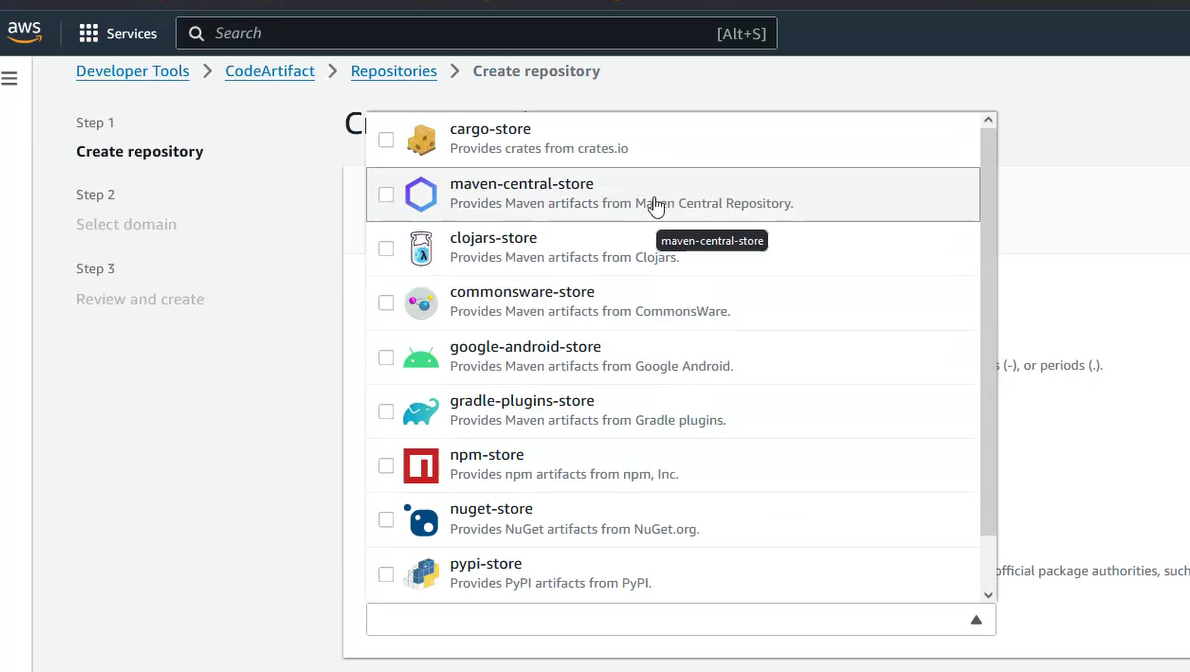 aws
Services
Search
[Alt+S]
Developer Tools
CodeArtifact
Repositories
Create repository
Step 1
Create repository
Step 2
Select domain
Step 3
Review and create
cargo-store
Provides crates from crates.io
maven-central-store
Provides Maven artifacts from Maven Central Repository.
maven-central-store
clojars-store
Provides Maven artifacts from Clojars.
commonsware-store
Provides Maven artifacts from CommonsWare.
google-android-store
Provides Maven artifacts from Google Android.
gradle-plugins-store
Provides Maven artifacts from Gradle plugins.
npm-store
Provides npm artifacts from npm, Inc.
nuget-store
Provides NuGet artifacts from NuGet.org.
pypi-store
Provides PyPI artifacts from PyPI.
(-), or periods (.).
official package authorities, such